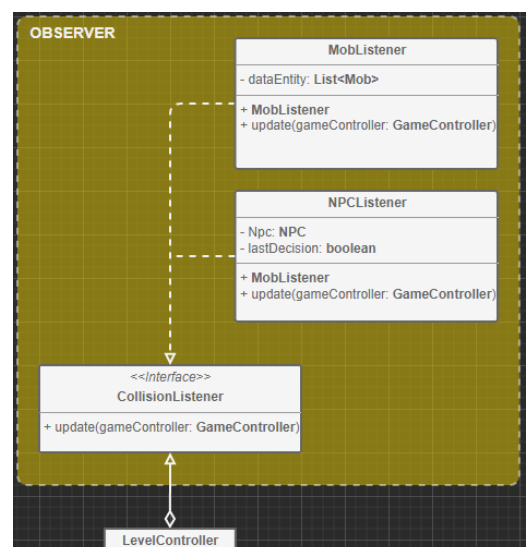 OBSERVER
MobListener
- dataEntity: List<Mob>
+ MobListener
+ update(gameController: GameController)
NPCListener
- Npc: NPC
- lastDecision: boolean
+ MobListener
+ update(gameController: GameController)
<<Interface>>
CollisionListener
+ update(gameController: GameController)
LevelController